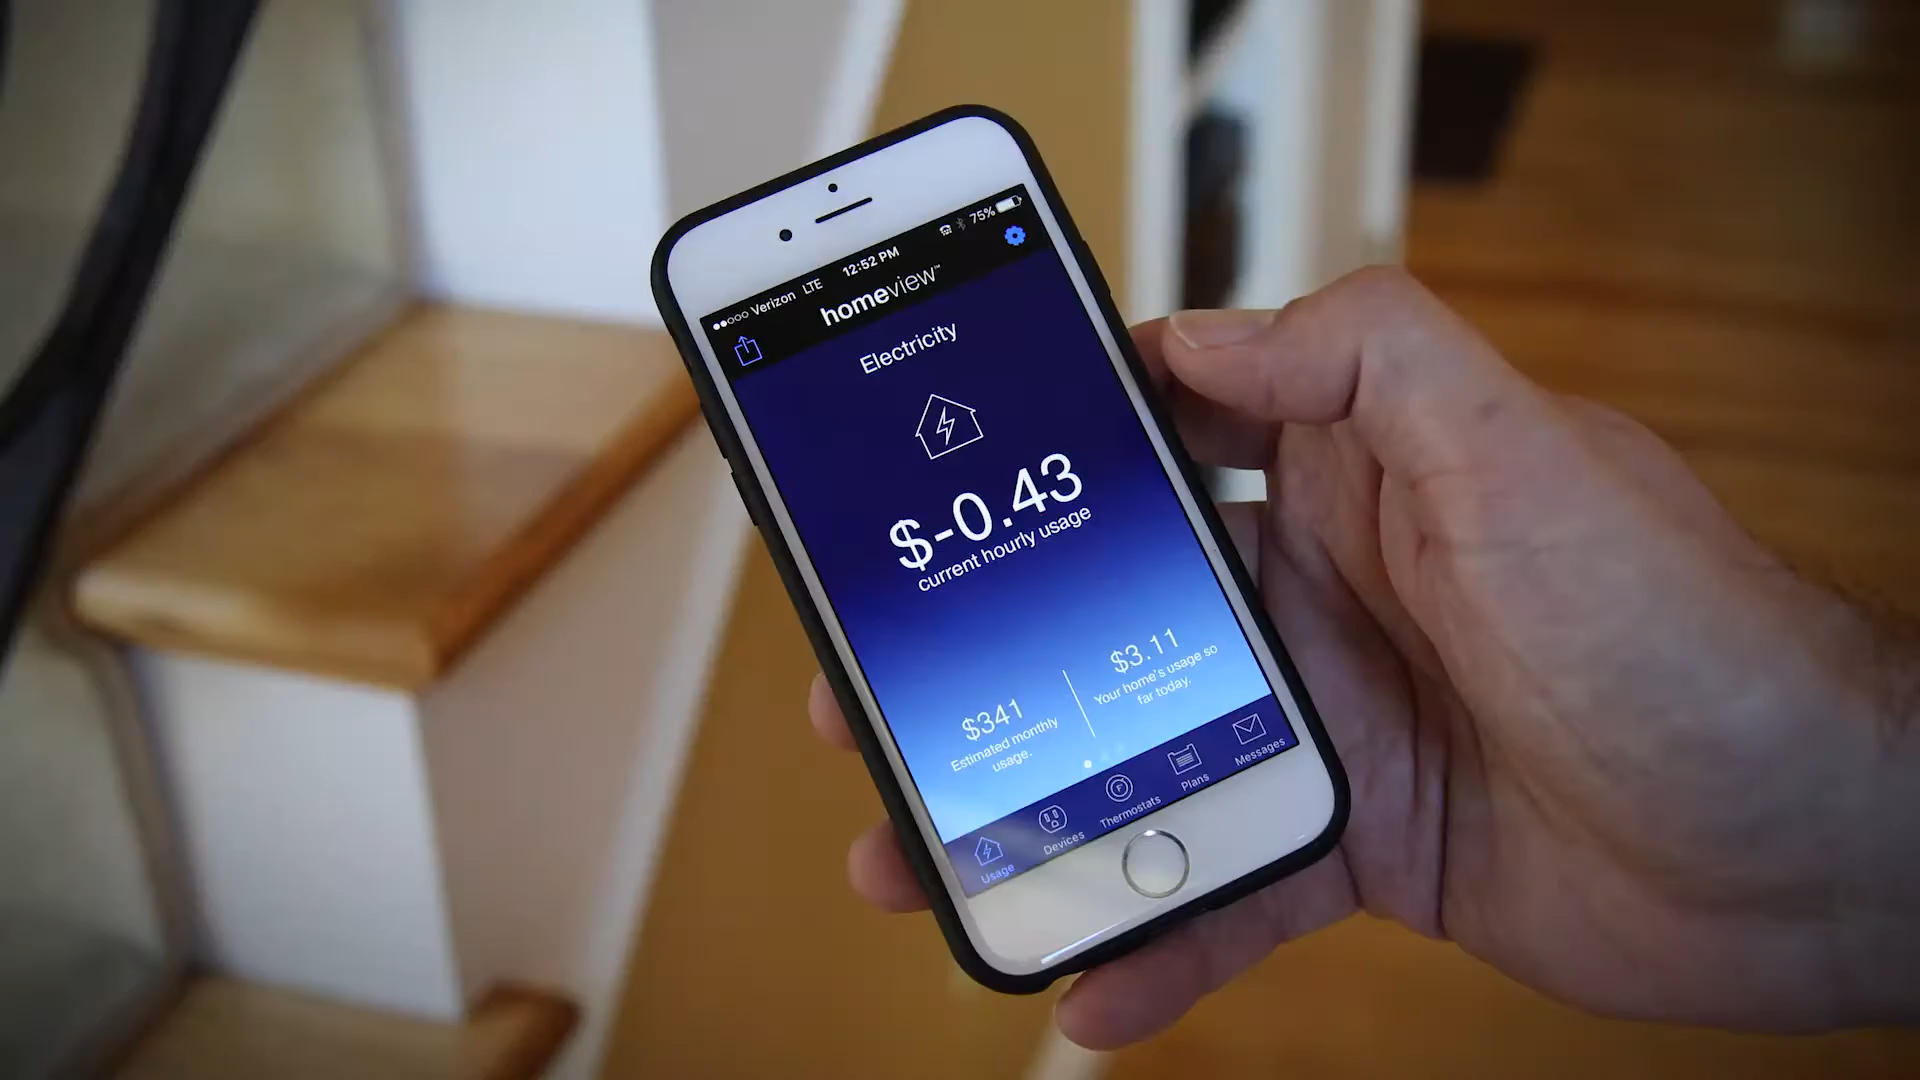 ●●○○○ Verizon LTE 12:52 PM 75%
homeview™
Electricity
$-0.43
current hourly usage
$341
Estimated monthly
usage.
$3.11
Your home's usage so
far today.
Usage
Devices
Thermostats
Plans
Messages